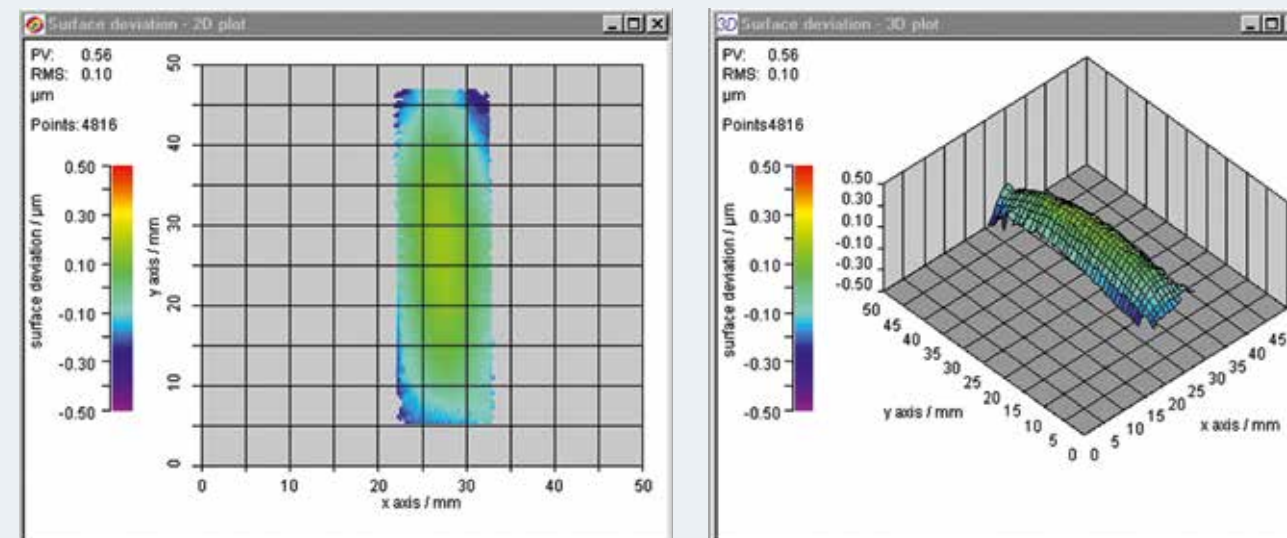 Surface deviation - 2D plot
PV: 0.56
RMS: 0.10
µm
Points: 4816
0.50
0.30
0.10
-0.10
-0.30
-0.50
surface deviation / µm
50
40
30
20
10
0
y axis / mm
0 10 20 30 40 50
x axis / mm
3D Surface deviation - 3D plot
PV: 0.56
RMS: 0.10
µm
Points4816
0.50
0.30
0.10
-0.10
-0.30
-0.50
surface deviation / µm
0.50
0.30
0.10
-0.10
-0.30
-0.50
50
45
40
35
30
25
20
15
10
5
0
y axis / mm
0
5
10
15
20
25
30
35
40
45
x axis / mm